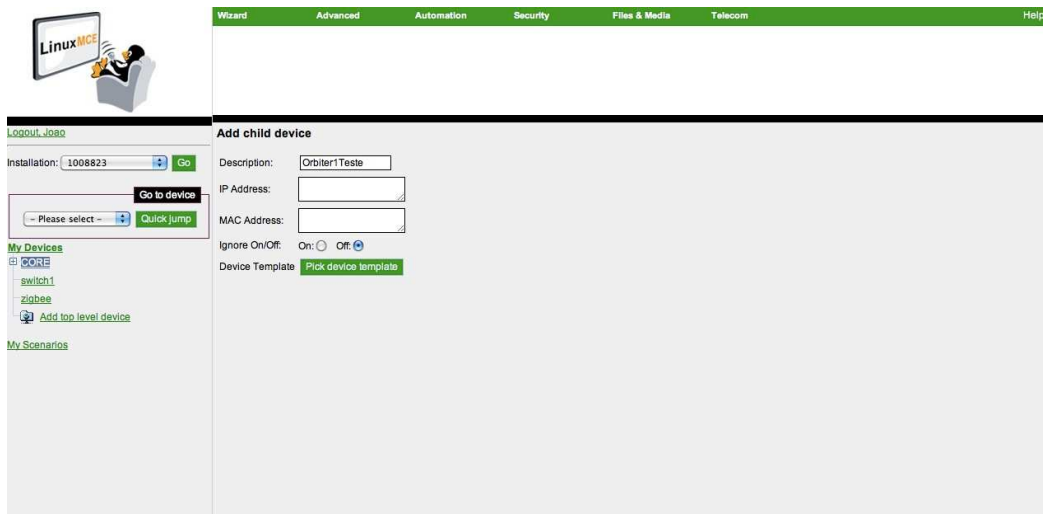 LinuxMCE
Wizard Advanced Automation Security Files & Media Telecom Help
Logout, Joao
Installation: 1008823 Go
Go to device
- Please select - Quick jump
My Devices
CORE
switch1
zigbee
Add top level device
My Scenarios
Add child device
Description: Orbiter1Teste
IP Address:
MAC Address:
Ignore On/Off: On: Off:
Device Template Pick device template